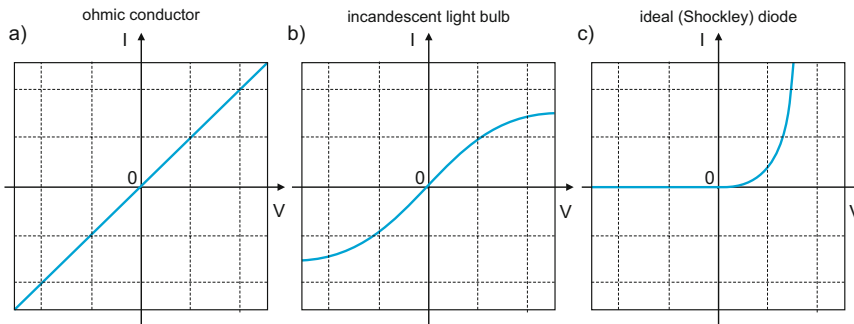 ohmic conductor
a)
I
0
V
incandescent light bulb
b)
I
0
V
ideal (Shockley) diode
c)
I
0
V